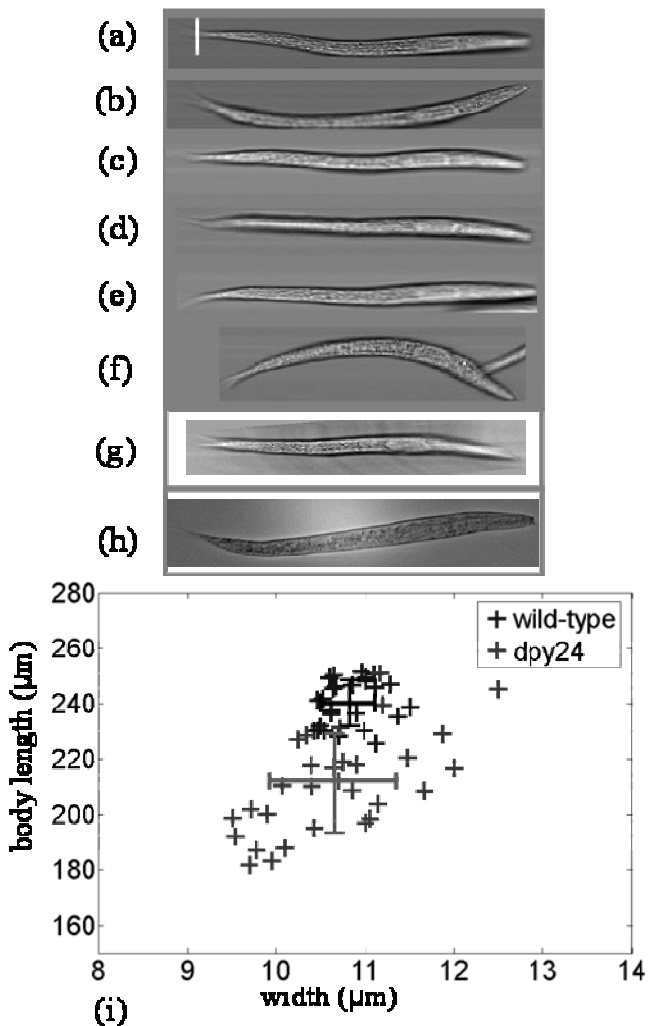 (a)
(b)
(c)
(d)
(e)
(f)
(g)
(h)
280
260
240
220
200
180
160
body length (μm)
wild-type
dpy24
8 9 10 11 12 13 14
width (μm)
(i)